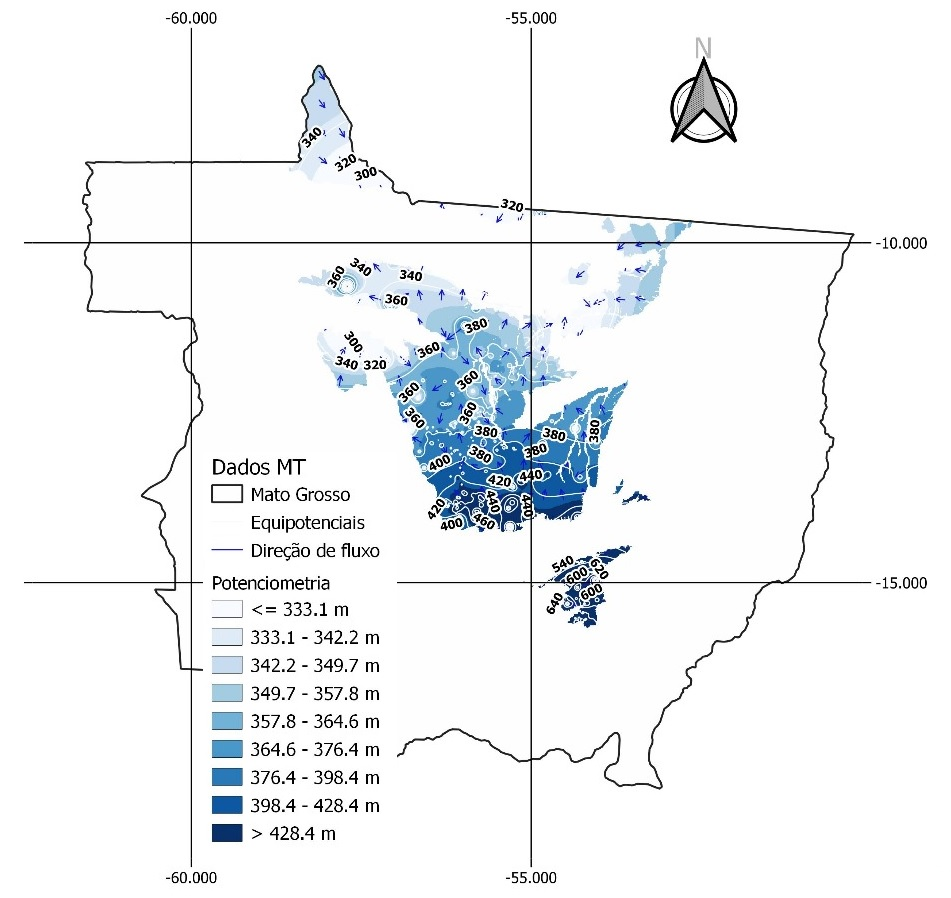 -60.000
-55.000
N
340
320
300
320
-10.000
340
360
340
360
380
300
360
340
320
360
360
360
360
380
380
380
380
380
400
420
440
420
440
440
400
460
Dados MT
Mato Grosso
Equipotenciais
Direção de fluxo
540
620
600
-15.000
640
600
Potenciometria
<= 333.1 m
333.1 - 342.2 m
342.2 - 349.7 m
349.7 - 357.8 m
357.8 - 364.6 m
364.6 - 376.4 m
376.4 - 398.4 m
398.4 - 428.4 m
> 428.4 m
-60.000
-55.000